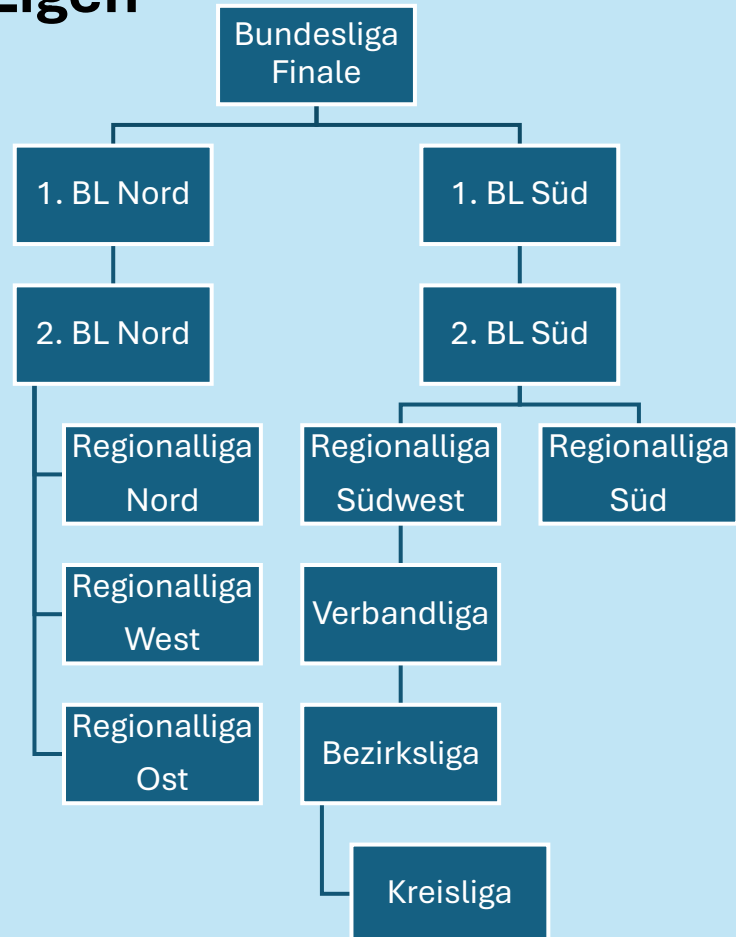 Bundesliga
Finale
1. BL Nord
1. BL Süd
2. BL Nord
2. BL Süd
Regionalliga
Nord
Regionalliga
Südwest
Regionalliga
Süd
Regionalliga
West
Verbandliga
Regionalliga
Ost
Bezirksliga
Kreisliga